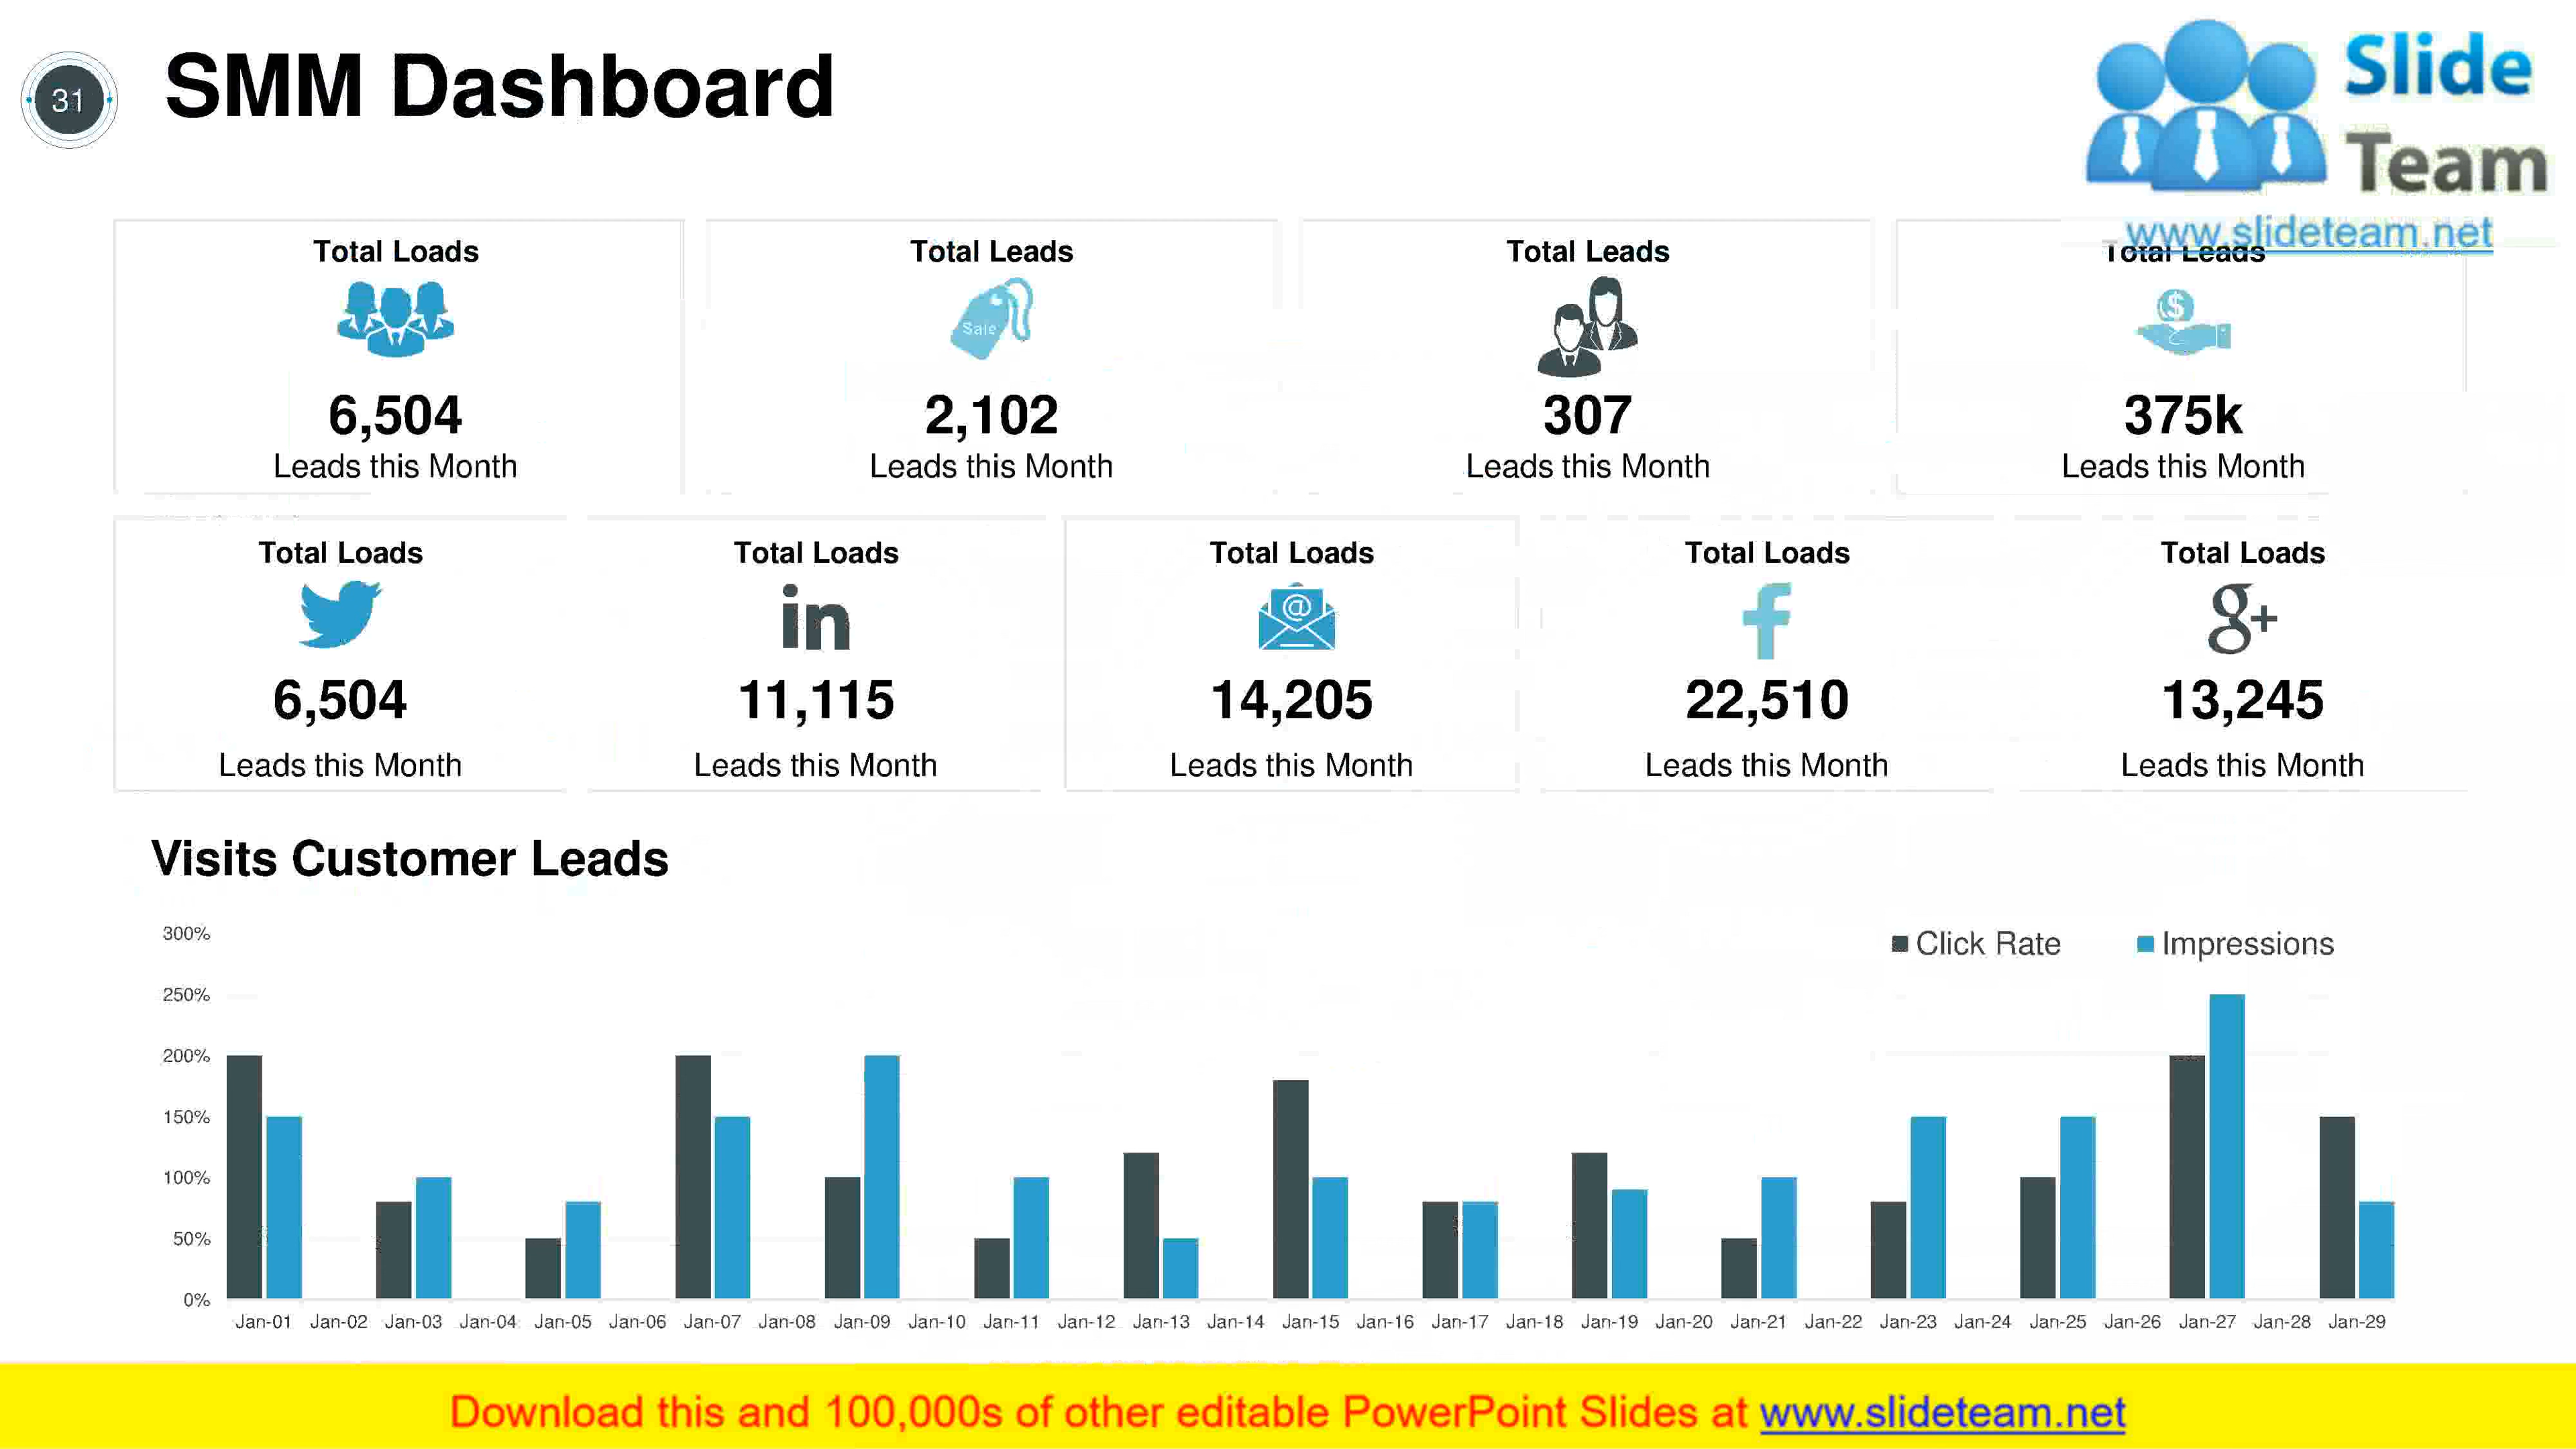 31
SMM Dashboard
Slide
Team
www.slideteam.net
Total Loads
Total Leads
Total Leads
Total Leads
Sale
$
6,504
2,102
307
375k
Leads this Month
Leads this Month
Leads this Month
Leads this Month
Total Loads
Total Loads
Total Loads
Total Loads
Total Loads
in
@
f
g+
6,504
11,115
14,205
22,510
13,245
Leads this Month
Leads this Month
Leads this Month
Leads this Month
Leads this Month
Visits Customer Leads
Click Rate
Impressions
300%
250%
200%
150%
100%
50%
0%
Jan-01 Jan-02 Jan-03 Jan-04 Jan-05 Jan-06 Jan-07 Jan-08 Jan-09 Jan-10 Jan-11 Jan-12 Jan-13 Jan-14 Jan-15 Jan-16 Jan-17 Jan-18 Jan-19 Jan-20 Jan-21 Jan-22 Jan-23 Jan-24 Jan-25 Jan-26 Jan-27 Jan-28 Jan-29
Download this and 100,000s of other editable PowerPoint Slides at www.slideteam.net